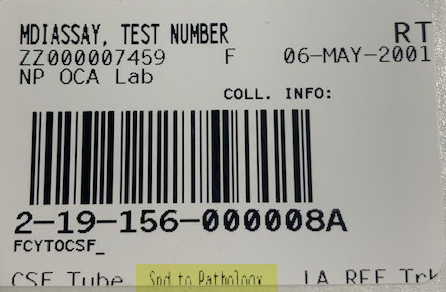 MDIASSAY, TEST NUMBER RT
ZZ000007459 F 06-MAY-2001
NP OCA Lab
COLL. INFO:
2-19-156-000008A
FCYTOCSF_
CSF Tube Snd to Pathology LA REF Trk